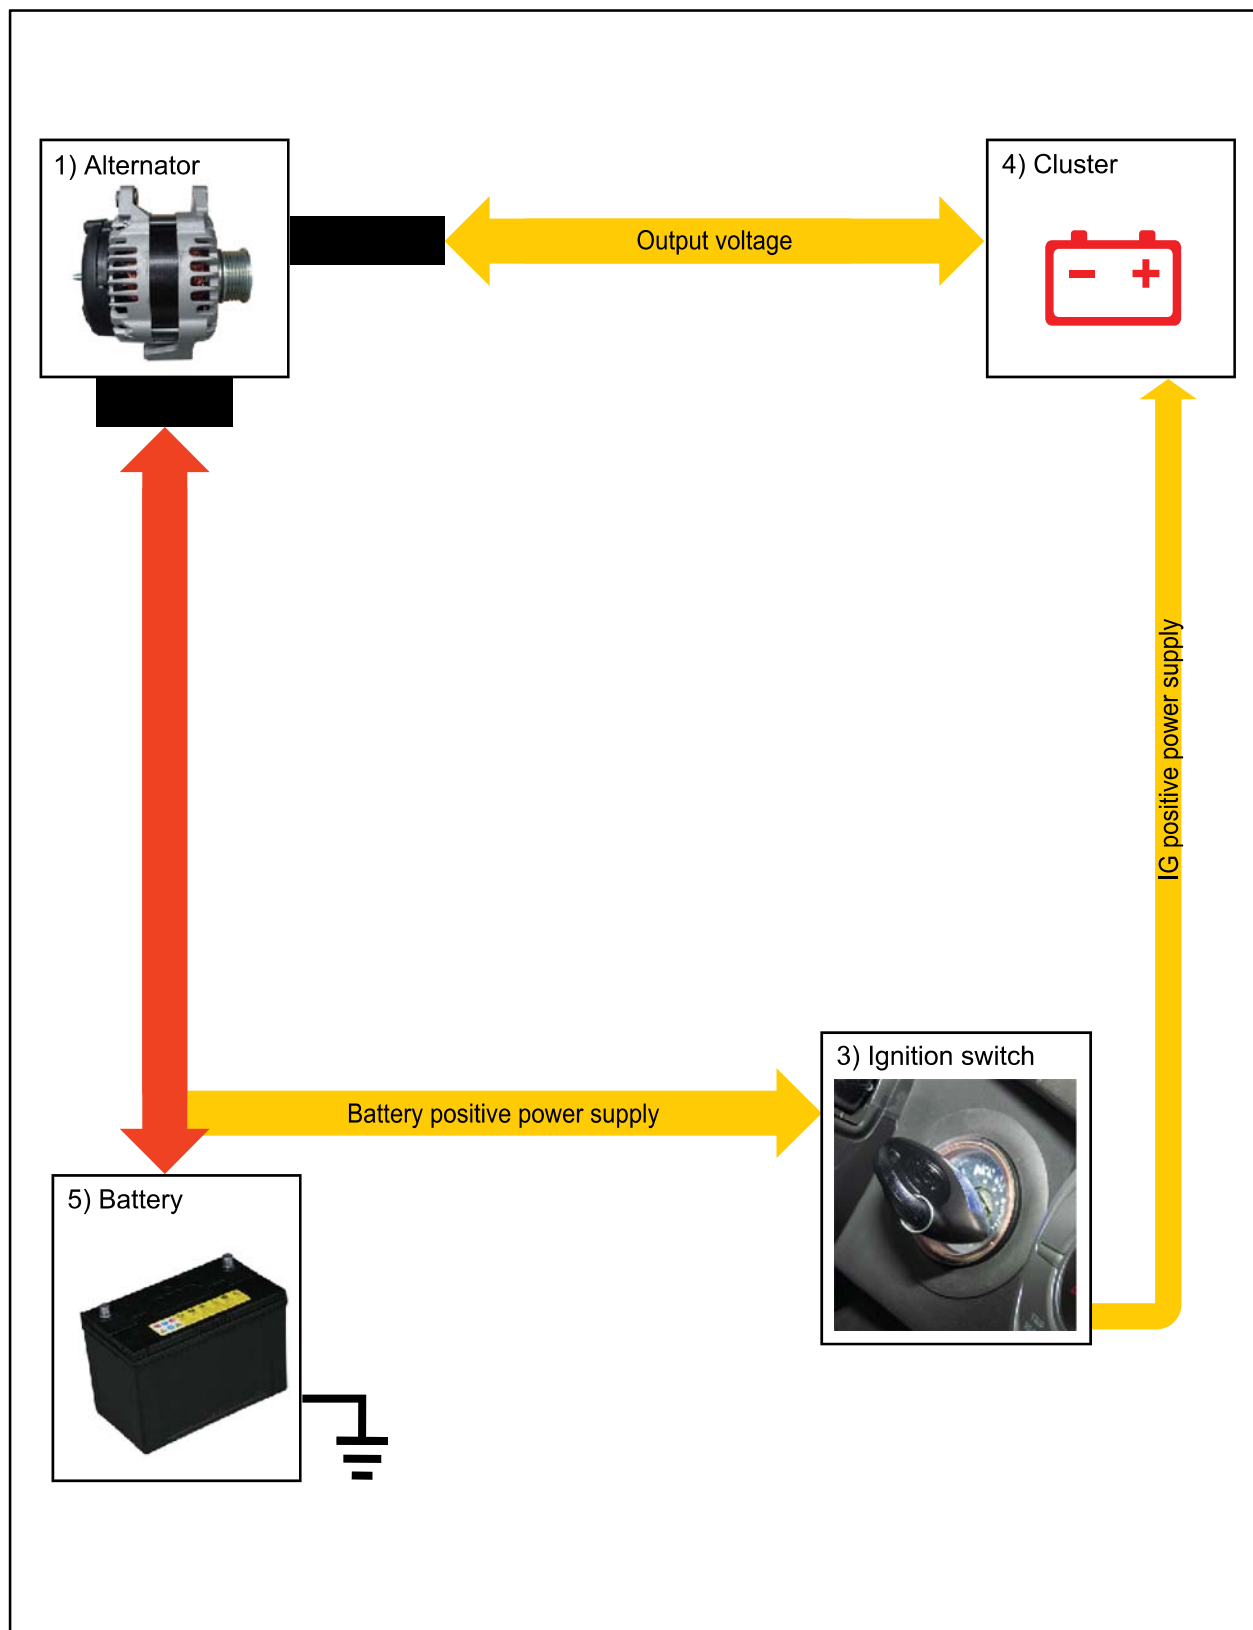 1) Alternator
4) Cluster
Output voltage
IG positive power supply
3) Ignition switch
Battery positive power supply
5) Battery